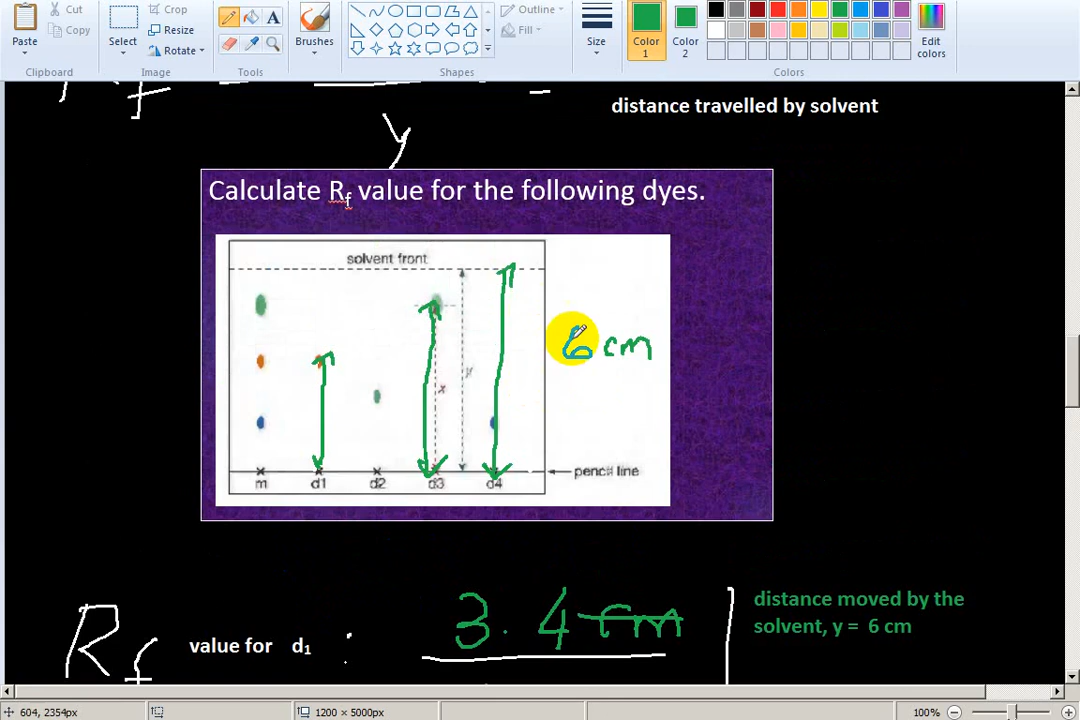 Paste
Cut
Copy
Clipboard
Select
Crop
Resize
Rotate
Image
Tools
Brushes
Shapes
Outline
Fill
Size
Color 1
Color 2
Edit colors
Colors
distance travelled by solvent
y
Calculate Rf value for the following dyes.
solvent front
6 cm
y
x
pencil line
m d1 d2 d3 d4
3.4 cm
Rf value for d1 :
distance moved by the
solvent, y = 6 cm
604, 2354px
1200 × 5000px
100%